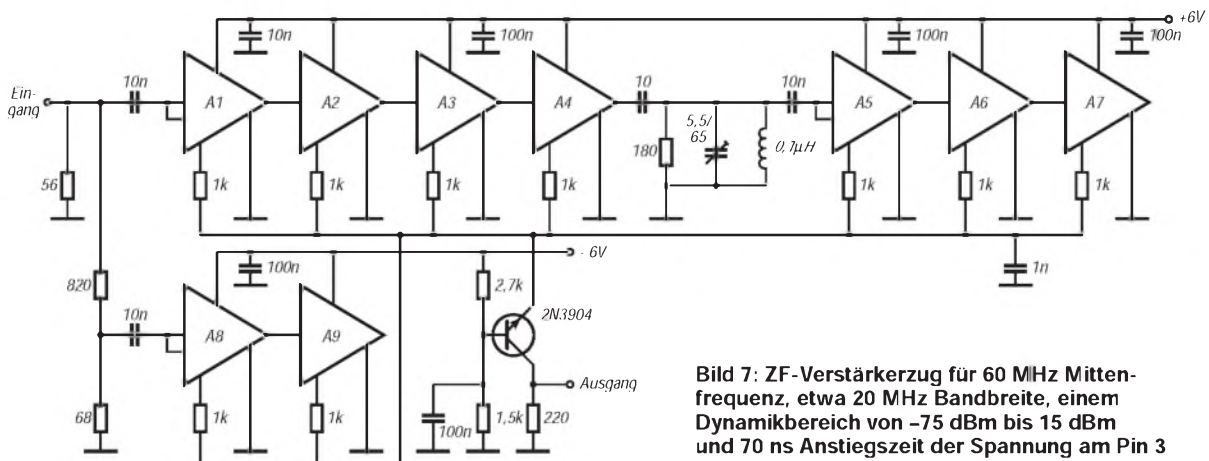 +6V
10n
100n
100n
100n
Ein-
gang
10n
A1
A2
A3
A4
10
10n
A5
A6
A7
56
1k
1k
1k
1k
180
5,5/
65
0,1µH
1k
1k
1k
- 6V
820
100n
2,7k
1n
10n
A8
A9
2N3904
Ausgang
68
1k
1k
100n
1,5k
220
Bild 7: ZF-Verstärkerzug für 60 MHz Mitten-
frequenz, etwa 20 MHz Bandbreite, einem
Dynamikbereich von –75 dBm bis 15 dBm
und 70 ns Anstiegszeit der Spannung am Pin 3